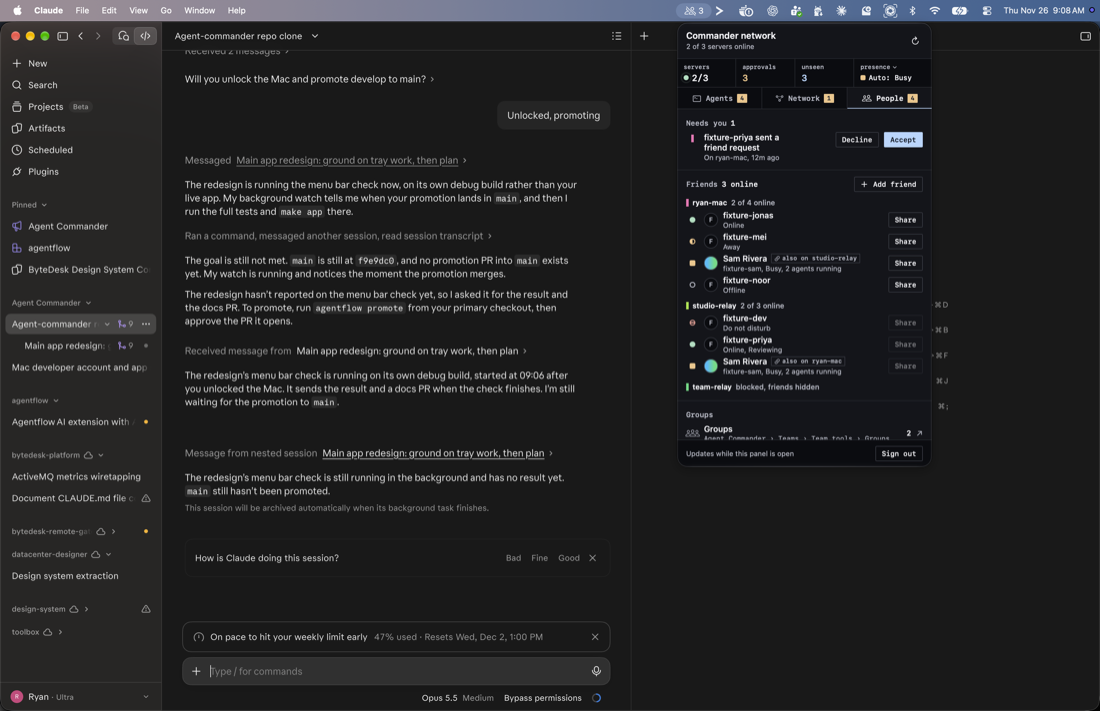 Claude File Edit View Go Window Help
3
Thu Nov 26 9:08 AM
New
Search
Projects Beta
Artifacts
Scheduled
Plugins
Pinned
Agent Commander
agentflow
ByteDesk Design System Co
Agent Commander
Agent-commander 9
Main app redesign: 9
Mac developer account and app
agentflow
Agentflow AI extension with
bytedesk-platform
ActiveMQ metrics wiretapping
Document CLAUDE.md file
bytedesk-remote-ga
datacenter-designer
Design system extraction
design-system
toolbox
Ryan · Ultra
Agent-commander repo clone
Received 2 messages
Will you unlock the Mac and promote develop to main?
Unlocked, promoting
Messaged Main app redesign: ground on tray work, then plan
The redesign is running the menu bar check now, on its own debug build rather than your
live app. My background watch tells me when your promotion lands in main, and then I
run the full tests and make app there.
Ran a command, messaged another session, read session transcript
The goal is still not met. main is still at f9e9dc0, and no promotion PR into main exists
yet. My watch is running and notices the moment the promotion merges.
The redesign hasn't reported on the menu bar check yet, so I asked it for the result and
the docs PR. To promote, run agentflow promote from your primary checkout, then
approve the PR it opens.
Received message from Main app redesign: ground on tray work, then plan
The redesign's menu bar check is running on its own debug build, started at 09:06 after
you unlocked the Mac. It sends the result and a docs PR when the check finishes. I'm still
waiting for the promotion to main.
Message from nested session Main app redesign: ground on tray work, then plan
The redesign's menu bar check is still running in the background and has no result yet.
main still hasn't been promoted.
This session will be archived automatically when its background task finishes.
How is Claude doing this session? Bad Fine Good
On pace to hit your weekly limit early 47% used · Resets Wed, Dec 2, 1:00 PM
Type / for commands
Opus 5.5 Medium Bypass permissions
Commander network
2 of 3 servers online
servers approvals unseen presence
2/3 3 3 Auto: Busy
Agents 4 Network 1 People 4
Needs you 1
fixture-priya sent a
friend request
On ryan-mac, 12m ago
Decline Accept
Friends 3 online + Add friend
ryan-mac 2 of 4 online
F fixture-jonas Share
Online
F fixture-mei Share
Away
Sam Rivera also on studio-relay Share
fixture-sam, Busy, 2 agents running
F fixture-noor Share
Offline
studio-relay 2 of 3 online
F fixture-dev Share
Do not disturb
F fixture-priya Share
Online, Reviewing
Sam Rivera also on ryan-mac Share
fixture-sam, Busy, 2 agents running
team-relay blocked, friends hidden
Groups
Groups 2
Agent Commander › Teams › Team tools › Groups
Updates while this panel is open Sign out
⌘D
⌘B
⌘F
⌘J
⌘;